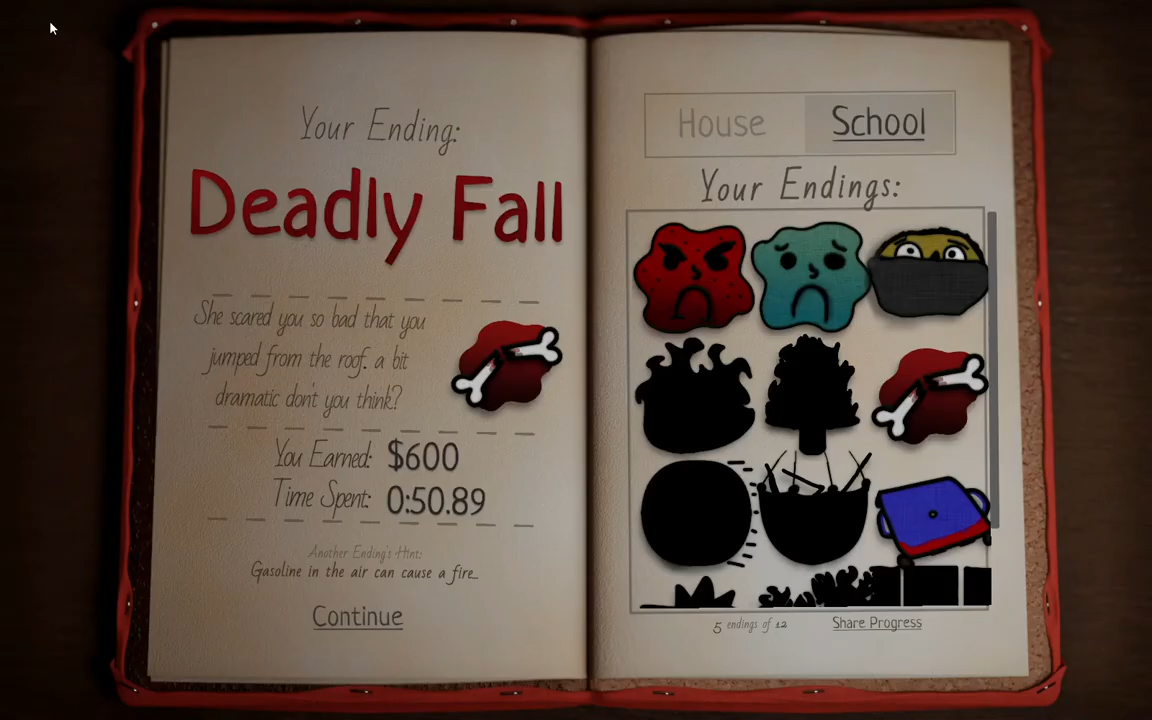 Your Ending:
Deadly Fall
She scared you so bad that you
jumped from the roof. a bit
dramatic don't you think?
You Earned: $600
Time Spent: 0:50.89
Another Ending's Hint:
Gasoline in the air can cause a fire...
Continue
House School
Your Endings:
5 endings of 12
Share Progress